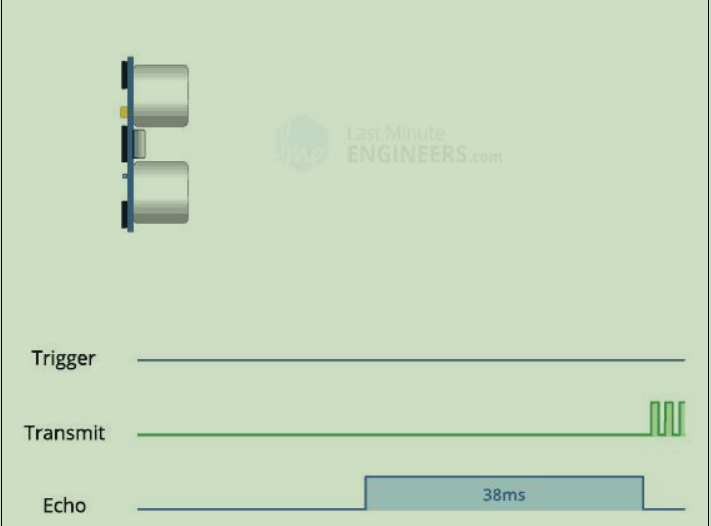 Last Minute
ENGINEERS.com
Trigger
Transmit
Echo
38ms